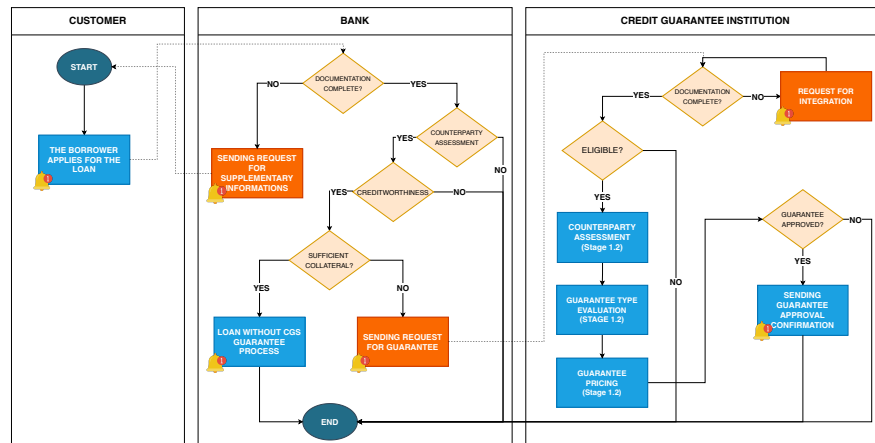 CUSTOMER
BANK
CREDIT GUARANTEE INSTITUTION
START
THE BORROWER
APPLIES FOR THE
LOAN
DOCUMENTATION
COMPLETE?
NO
YES
COUNTERPARTY
ASSESSMENT
YES
NO
SENDING REQUEST
FOR
SUPPLEMENTARY
INFORMATIONS
CREDITWORTHINESS
YES
NO
SUFFICIENT
COLLATERAL?
YES
NO
LOAN WITHOUT CGS
GUARANTEE
PROCESS
SENDING REQUEST
FOR GUARANTEE
END
DOCUMENTATION
COMPLETE?
YES
NO
REQUEST FOR
INTEGRATION
ELIGIBLE?
YES
NO
COUNTERPARTY
ASSESSMENT
(Stage 1.2)
GUARANTEE TYPE
EVALUATION
(STAGE 1.2)
GUARANTEE
PRICING
(Stage 1.2)
GUARANTEE
APPROVED?
NO
YES
SENDING
GUARANTEE
APPROVAL
CONFIRMATION